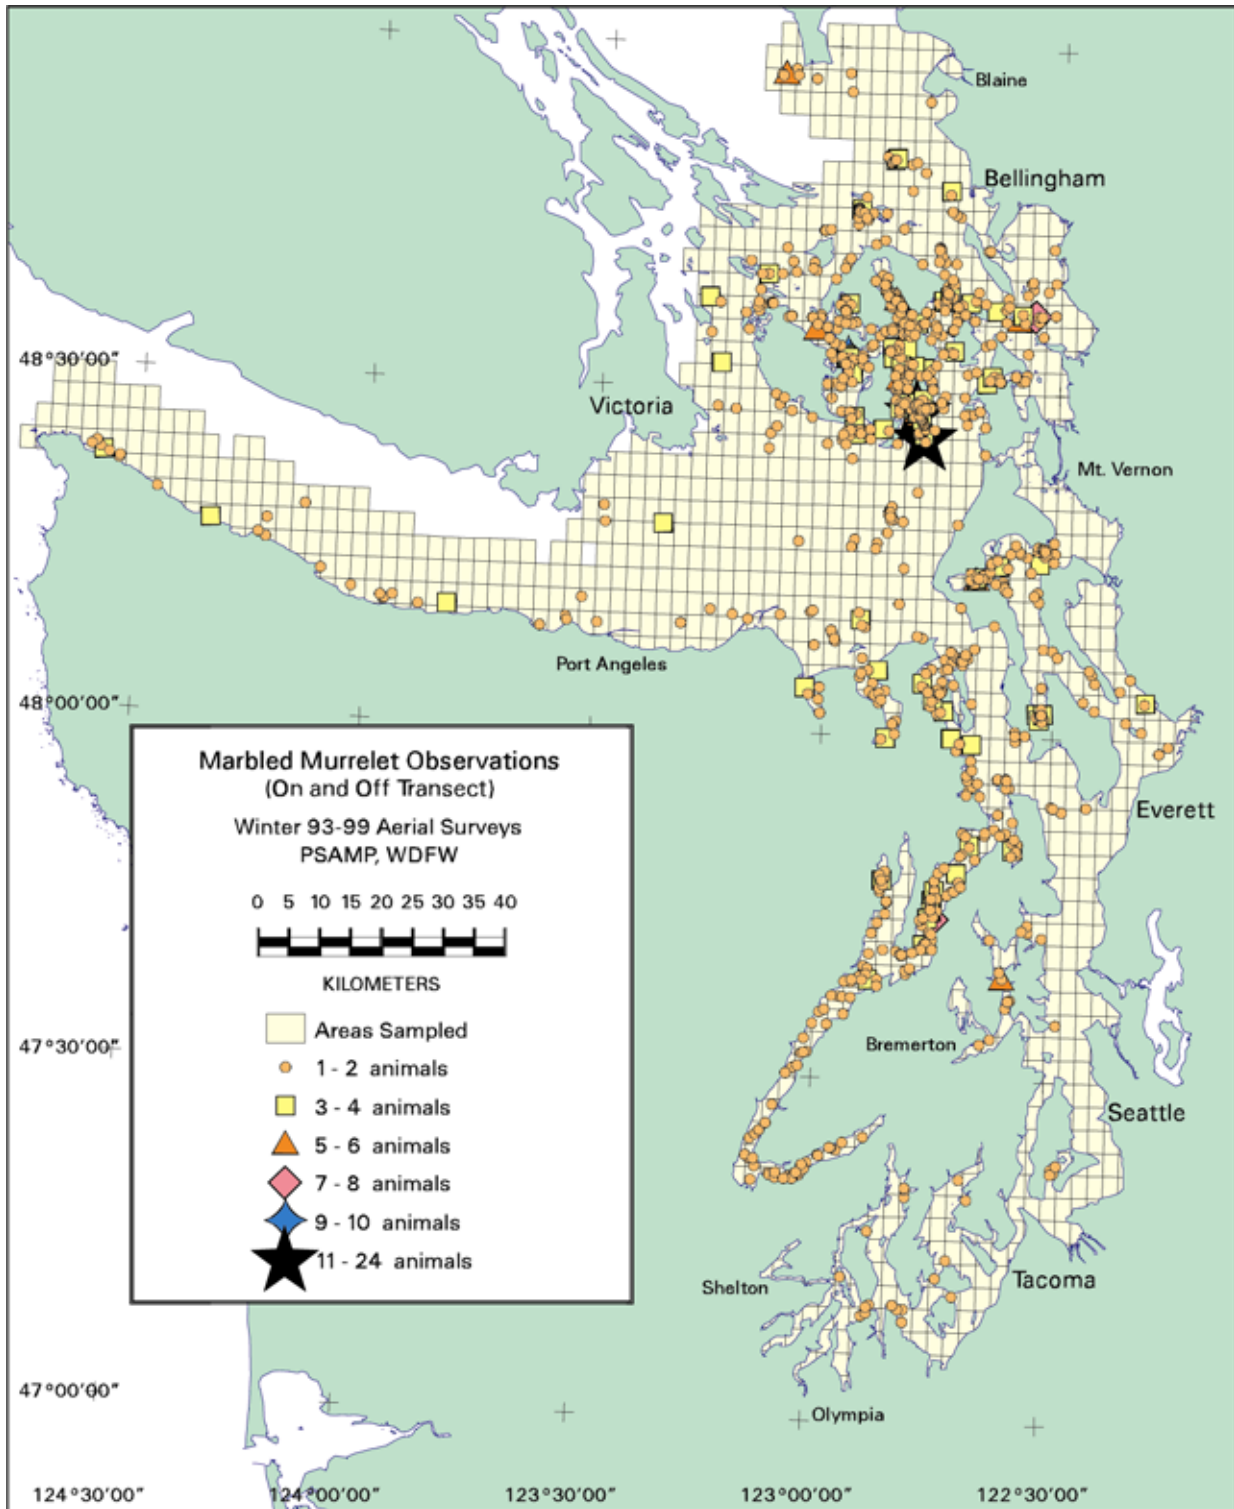 Blaine
Bellingham
48°30'00"
Victoria
Mt. Vernon
Port Angeles
48°00'00"
Marbled Murrelet Observations
(On and Off Transect)
Winter 93-99 Aerial Surveys
PSAMP, WDFW
0 5 10 15 20 25 30 35 40
KILOMETERS
Areas Sampled
1 - 2 animals
3 - 4 animals
5 - 6 animals
7 - 8 animals
9 - 10 animals
11 - 24 animals
Everett
47°30'00"
Bremerton
Seattle
Shelton
Tacoma
47°00'00"
Olympia
124°30'00" 124°00'00" 123°30'00" 123°00'00" 122°30'00"